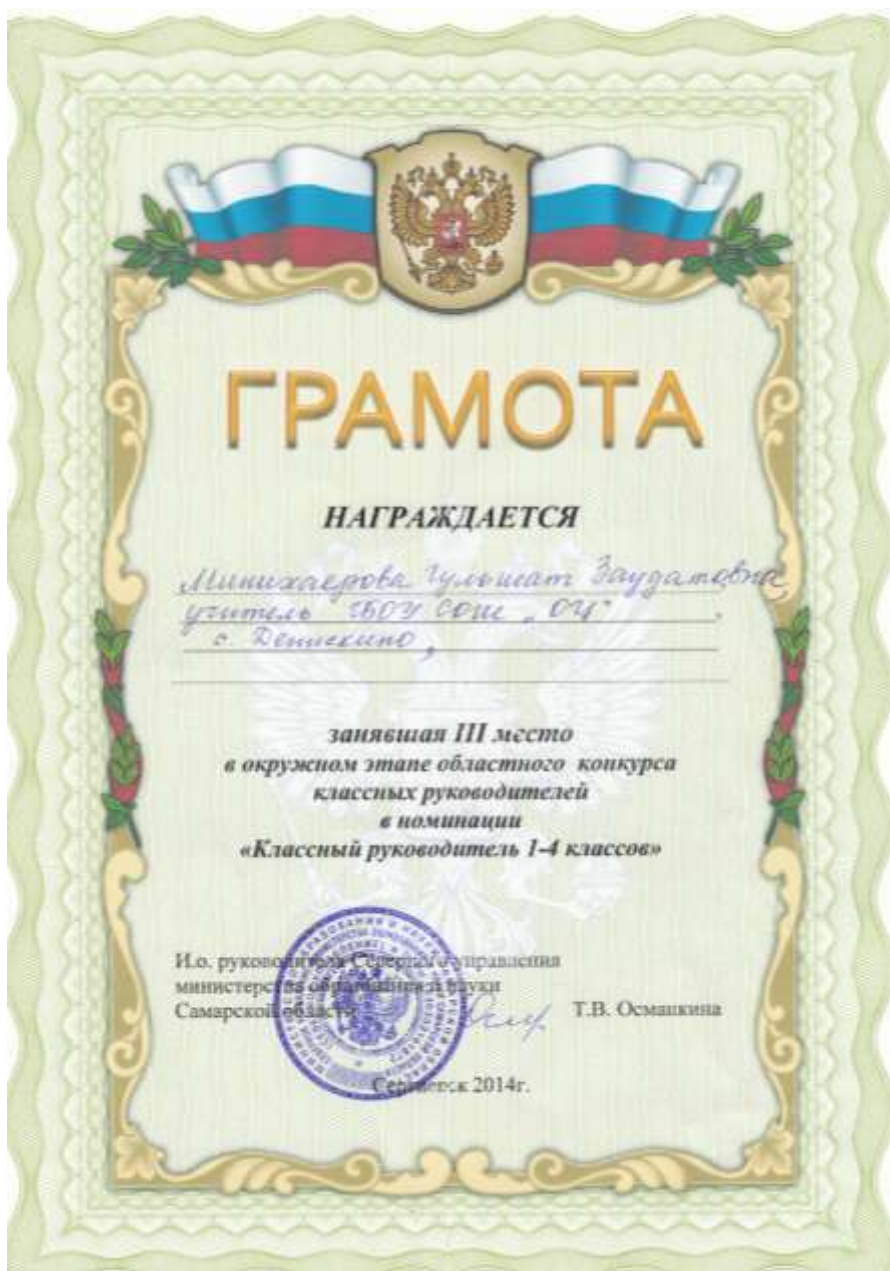 ГРАМОТА
НАГРАЖДАЕТСЯ
Минихаерова Гульшат Заудатовна,
учитель ГБОУ СОШ „ОЦ"
с. Денискино,
занявшая III место
в окружном этапе областного конкурса
классных руководителей
в номинации
«Классный руководитель 1-4 классов»
И.о. руководителя Северного управления
министерства образования и науки
Самарской области
Т.В. Осмашкина
Сергиевск 2014г.